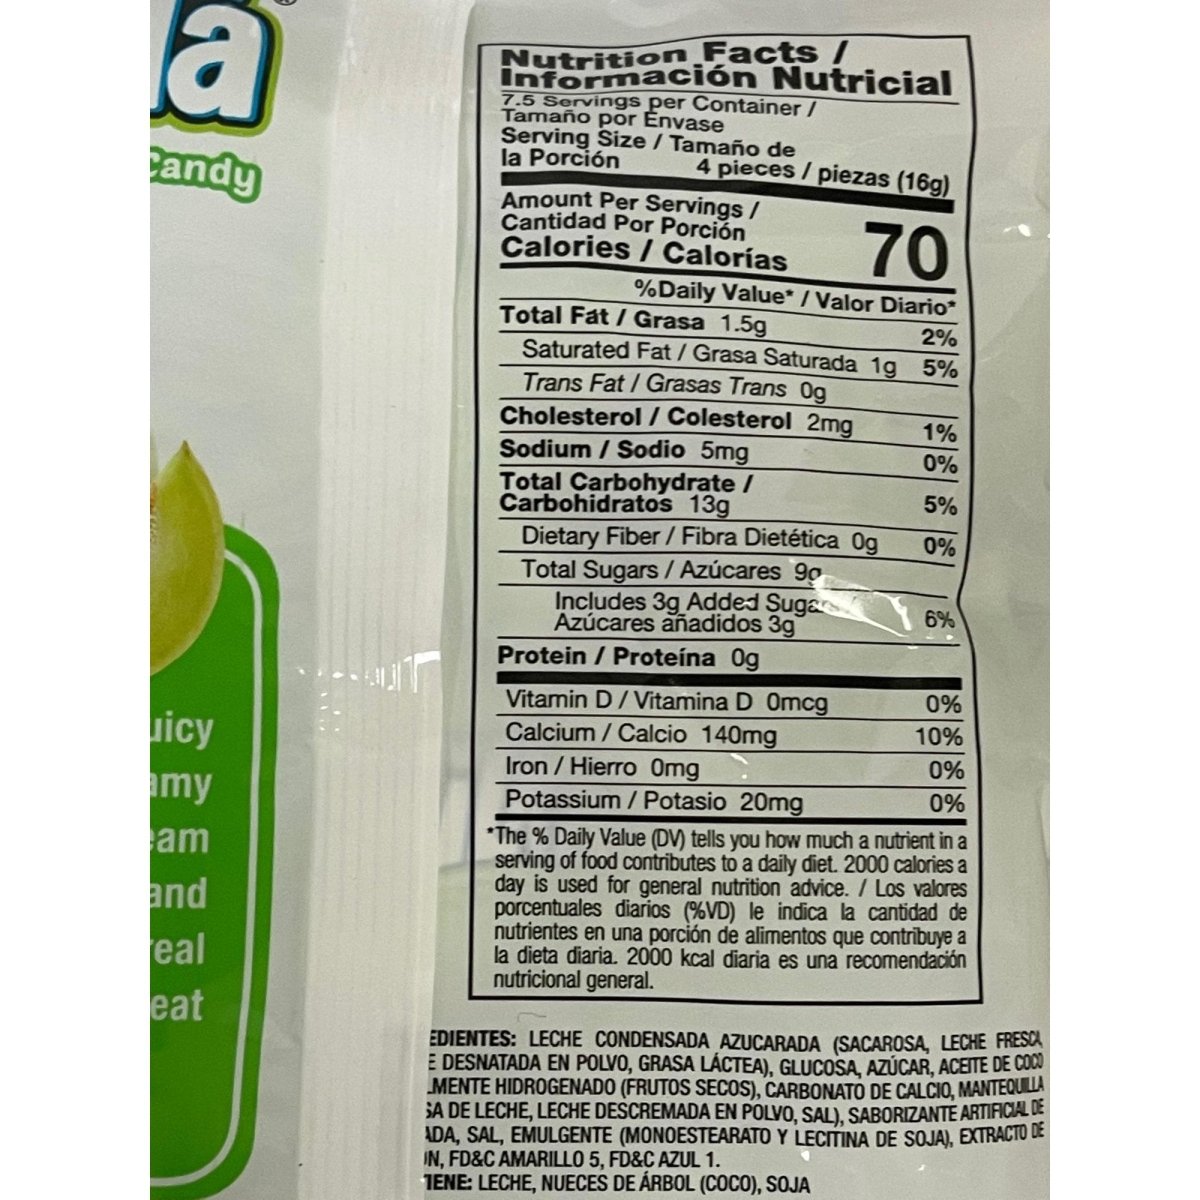 á®
Candy
Nutrition Facts /
Información Nutricial
7.5 Servings per Container /
Tamaño por Envase
Serving Size / Tamaño de
la Porción 4 pieces / piezas (16g)
Amount Per Servings /
Cantidad Por Porción
Calories / Calorías 70
%Daily Value* / Valor Diario*
Total Fat / Grasa 1.5g 2%
Saturated Fat / Grasa Saturada 1g 5%
Trans Fat / Grasas Trans 0g
Cholesterol / Colesterol 2mg 1%
Sodium / Sodio 5mg 0%
Total Carbohydrate /
Carbohidratos 13g 5%
Dietary Fiber / Fibra Dietética 0g 0%
Total Sugars / Azúcares 9g
Includes 3g Added Sugars /
Azúcares añadidos 3g 6%
Protein / Proteína 0g
Vitamin D / Vitamina D 0mcg 0%
Calcium / Calcio 140mg 10%
Iron / Hierro 0mg 0%
Potassium / Potasio 20mg 0%
*The % Daily Value (DV) tells you how much a nutrient in a
serving of food contributes to a daily diet. 2000 calories a
day is used for general nutrition advice. / Los valores
porcentuales diarios (%VD) le indica la cantidad de
nutrientes en una porción de alimentos que contribuye a
la dieta diaria. 2000 kcal diaria es una recomendación
nutricional general.
uicy
amy
eam
and
real
eat
EDIENTES: LECHE CONDENSADA AZUCARADA (SACAROSA, LECHE FRESCA,
E DESNATADA EN POLVO, GRASA LÁCTEA), GLUCOSA, AZÚCAR, ACEITE DE COCO
LMENTE HIDROGENADO (FRUTOS SECOS), CARBONATO DE CALCIO, MANTEQUILLA
SA DE LECHE, LECHE DESCREMADA EN POLVO, SAL), SABORIZANTE ARTIFICIAL DE
ADA, SAL, EMULGENTE (MONOESTEARATO Y LECITINA DE SOJA), EXTRACTO DE
ÓN, FD&C AMARILLO 5, FD&C AZUL 1.
TIENE: LECHE, NUECES DE ÁRBOL (COCO), SOJA